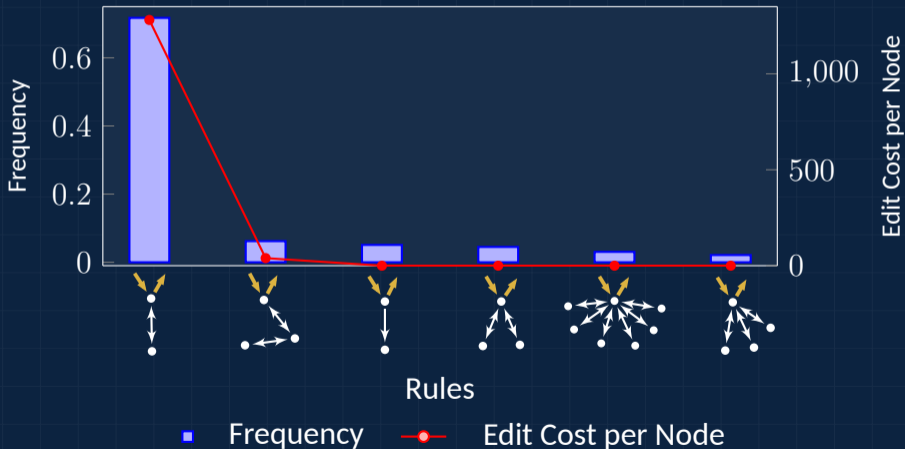 Frequency
0.6
0.4
0.2
0
1,000
500
0
Edit Cost per Node
Rules
Frequency
Edit Cost per Node